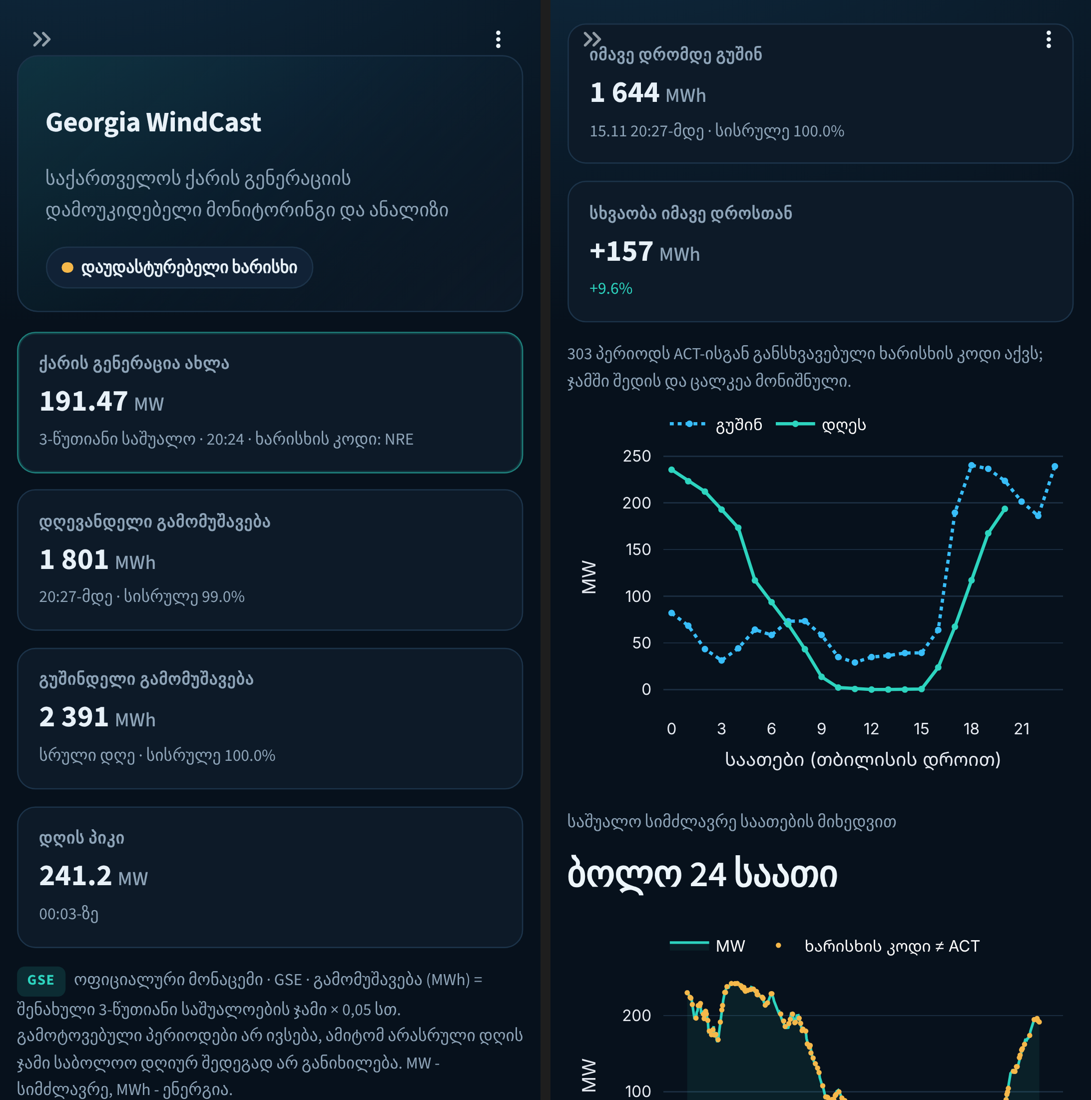 Georgia WindCast
საქართველოს ქარის გენერაციის
დამოუკიდებელი მონიტორინგი და ანალიზი
დაუდასტურებელი ხარისხი
ქარის გენერაცია ახლა
191.47 MW
3-წუთიანი საშუალო · 20:24 · ხარისხის კოდი: NRE
დღევანდელი გამომუშავება
1 801 MWh
20:27-მდე · სისრულე 99.0%
გუშინდელი გამომუშავება
2 391 MWh
სრული დღე · სისრულე 100.0%
დღის პიკი
241.2 MW
00:03-ზე
GSE ოფიციალური მონაცემი · GSE · გამომუშავება (MWh) =
შენახული 3-წუთიანი საშუალოების ჯამი × 0,05 სთ.
გამოტოვებული პერიოდები არ ივსება, ამიტომ არასრული დღის
ჯამი საბოლოო დღიურ შედეგად არ განიხილება. MW -
სიმძლავრე, MWh - ენერგია.
იმავე დრომდე გუშინ
1 644 MWh
15.11 20:27-მდე · სისრულე 100.0%
სხვაობა იმავე დროსთან
+157 MWh
+9.6%
303 პერიოდს ACT-ისგან განსხვავებული ხარისხის კოდი აქვს;
ჯამში შედის და ცალკეა მონიშნული.
გუშინ დღეს
250
200
150
100
50
0
MW
0 3 6 9 12 15 18 21
საათები (თბილისის დროით)
საშუალო სიმძლავრე საათების მიხედვით
ბოლო 24 საათი
MW ხარისხის კოდი ≠ ACT
200
100
MW